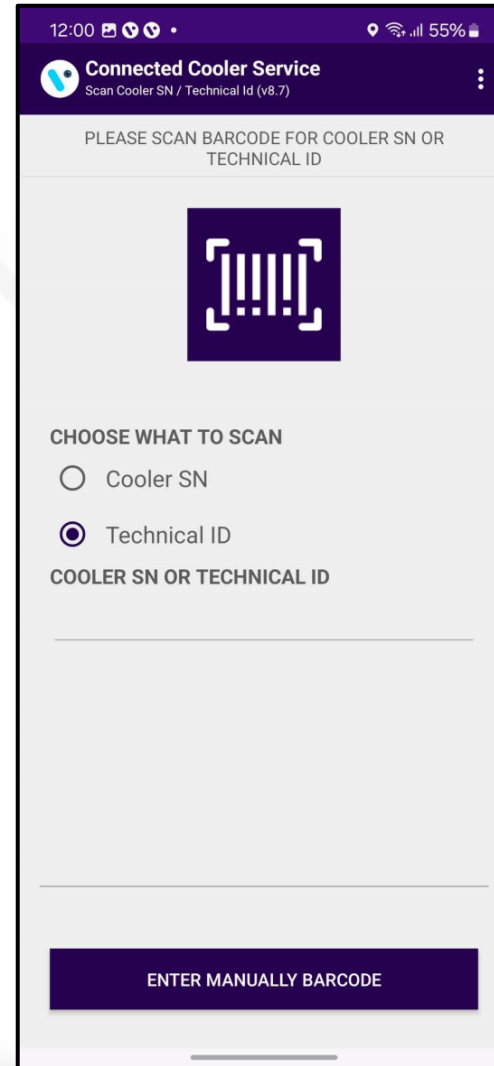 12:00 55%
Connected Cooler Service
Scan Cooler SN / Technical Id (v8.7)
PLEASE SCAN BARCODE FOR COOLER SN OR
TECHNICAL ID
CHOOSE WHAT TO SCAN
Cooler SN
Technical ID
COOLER SN OR TECHNICAL ID
ENTER MANUALLY BARCODE